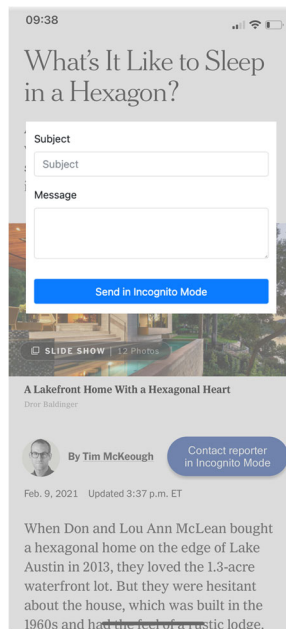 09:38
What's It Like to Sleep
in a Hexagon?
Subject
Subject
Message
Send in Incognito Mode
SLIDE SHOW | 12 Photos
A Lakefront Home With a Hexagonal Heart
Dror Baldinger
By Tim McKeough
Contact reporter
in Incognito Mode
Feb. 9, 2021 Updated 3:37 p.m. ET
When Don and Lou Ann McLean bought
a hexagonal home on the edge of Lake
Austin in 2013, they loved the 1.3-acre
waterfront lot. But they were hesitant
about the house, which was built in the
1960s and had the feel of a rustic lodge.